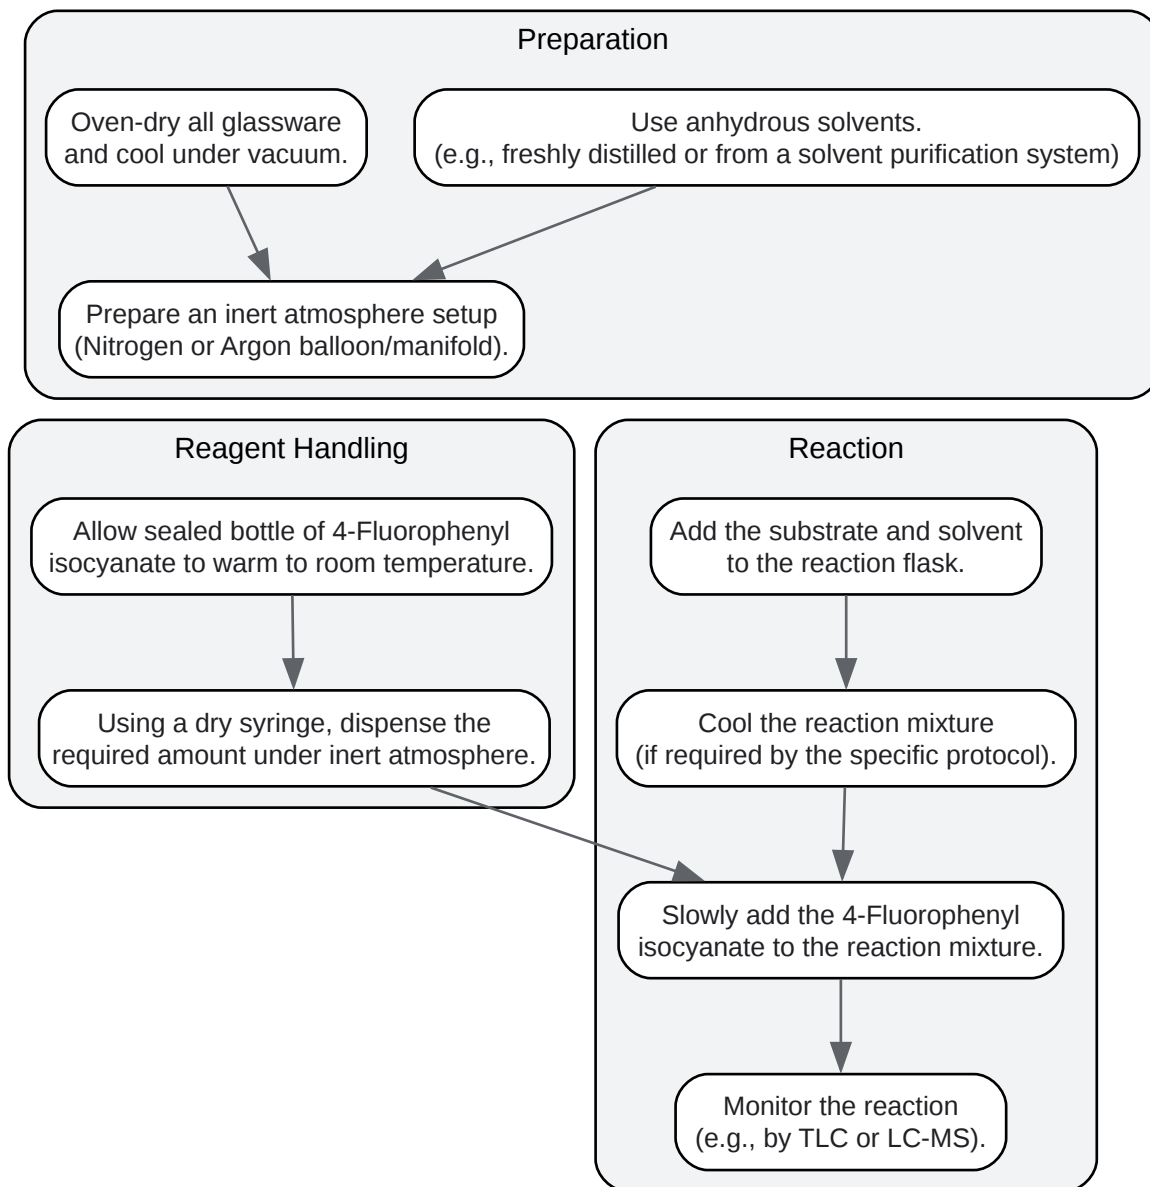 Preparation
Oven-dry all glassware
and cool under vacuum.
Use anhydrous solvents.
(e.g., freshly distilled or from a solvent purification system)
Prepare an inert atmosphere setup
(Nitrogen or Argon balloon/manifold).
Reagent Handling
Allow sealed bottle of 4-Fluorophenyl
isocyanate to warm to room temperature.
Using a dry syringe, dispense the
required amount under inert atmosphere.
Reaction
Add the substrate and solvent
to the reaction flask.
Cool the reaction mixture
(if required by the specific protocol).
Slowly add the 4-Fluorophenyl
isocyanate to the reaction mixture.
Monitor the reaction
(e.g., by TLC or LC-MS).